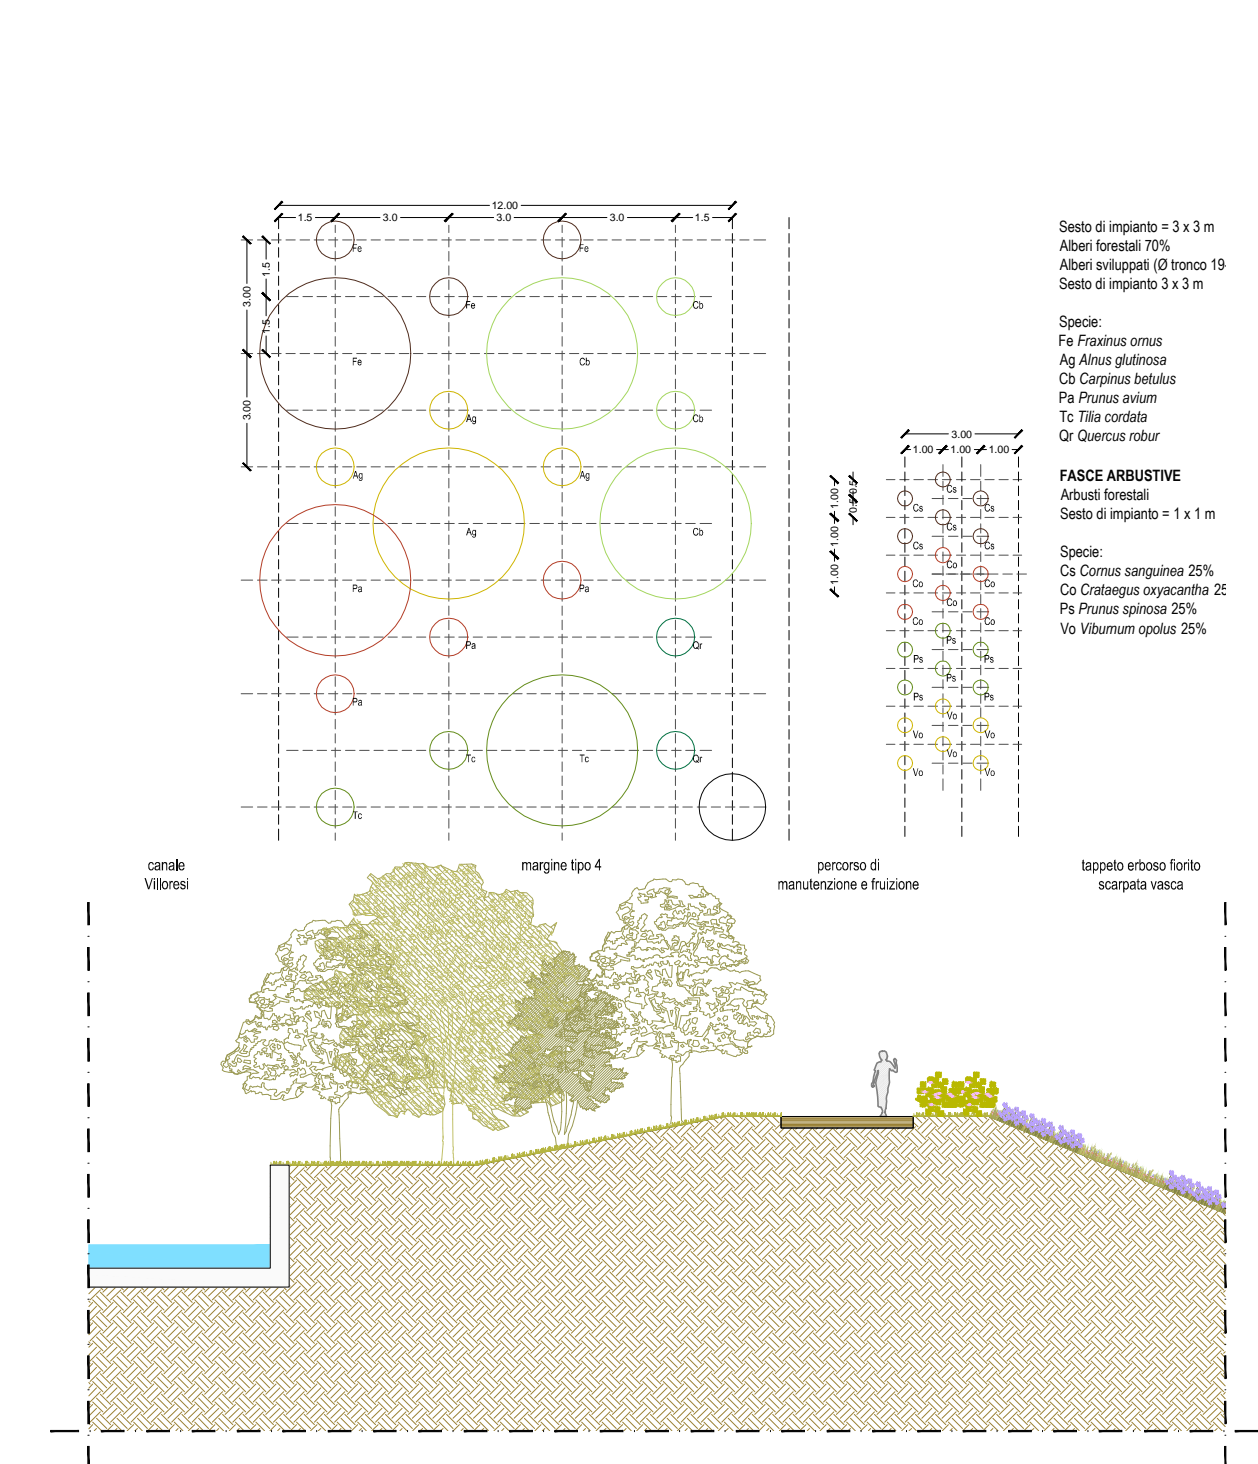 12.00
1.5 3.0 3.0 3.0 1.5
Fe Fe
1.5
3.00
Fe Cb
1.5
Fe Cb
Ag Cb
3.00
Ag Ag
Ag Cb
Pa Pa
Pa Qr
Pa
Tc Tc Qr
Tc
Sesto di impianto = 3 x 3 m
Alberi forestali 70%
Alberi sviluppati (Ø tronco 19-
Sesto di impianto 3 x 3 m
Specie:
Fe Fraxinus ornus
Ag Alnus glutinosa
Cb Carpinus betulus
Pa Prunus avium
Tc Tilia cordata
Qr Quercus robur
FASCE ARBUSTIVE
Arbusti forestali
Sesto di impianto = 1 x 1 m
Specie:
Cs Cornus sanguinea 25%
Co Crataegus oxyacantha 25
Ps Prunus spinosa 25%
Vo Viburnum opolus 25%
3.00
1.00 1.00 1.00
1.00 0.5 0.5
1.00
1.00
Cs
Cs Cs
Cs
Cs Cs
Co
Co Co
Co
Co Co
Ps
Ps Ps
Ps
Ps Ps
Vo
Vo Vo
Vo
Vo Vo
canale
Villoresi
margine tipo 4
percorso di
manutenzione e fruizione
tappeto erboso fiorito
scarpata vasca